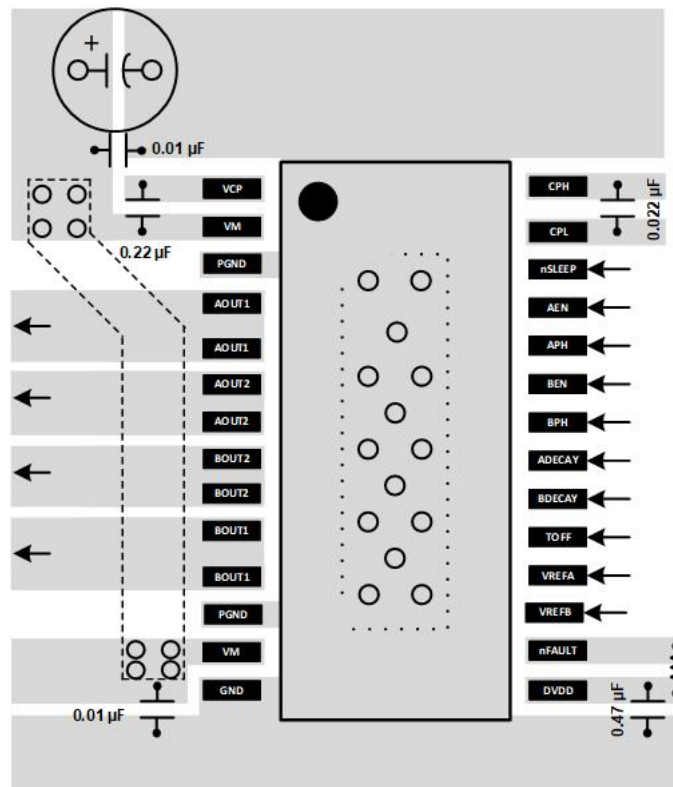 +
0.01 µF
VCP
VM
0.22 µF
PGND
AOUT1
AOUT1
AOUT2
AOUT2
BOUT2
BOUT2
BOUT1
BOUT1
PGND
VM
GND
0.01 µF
CPH
0.022 µF
CPL
nSLEEP
AEN
APH
BEN
BPH
ADECAY
BDECAY
TOFF
VREFA
VREFB
nFAULT
DVDD
0.47 µF